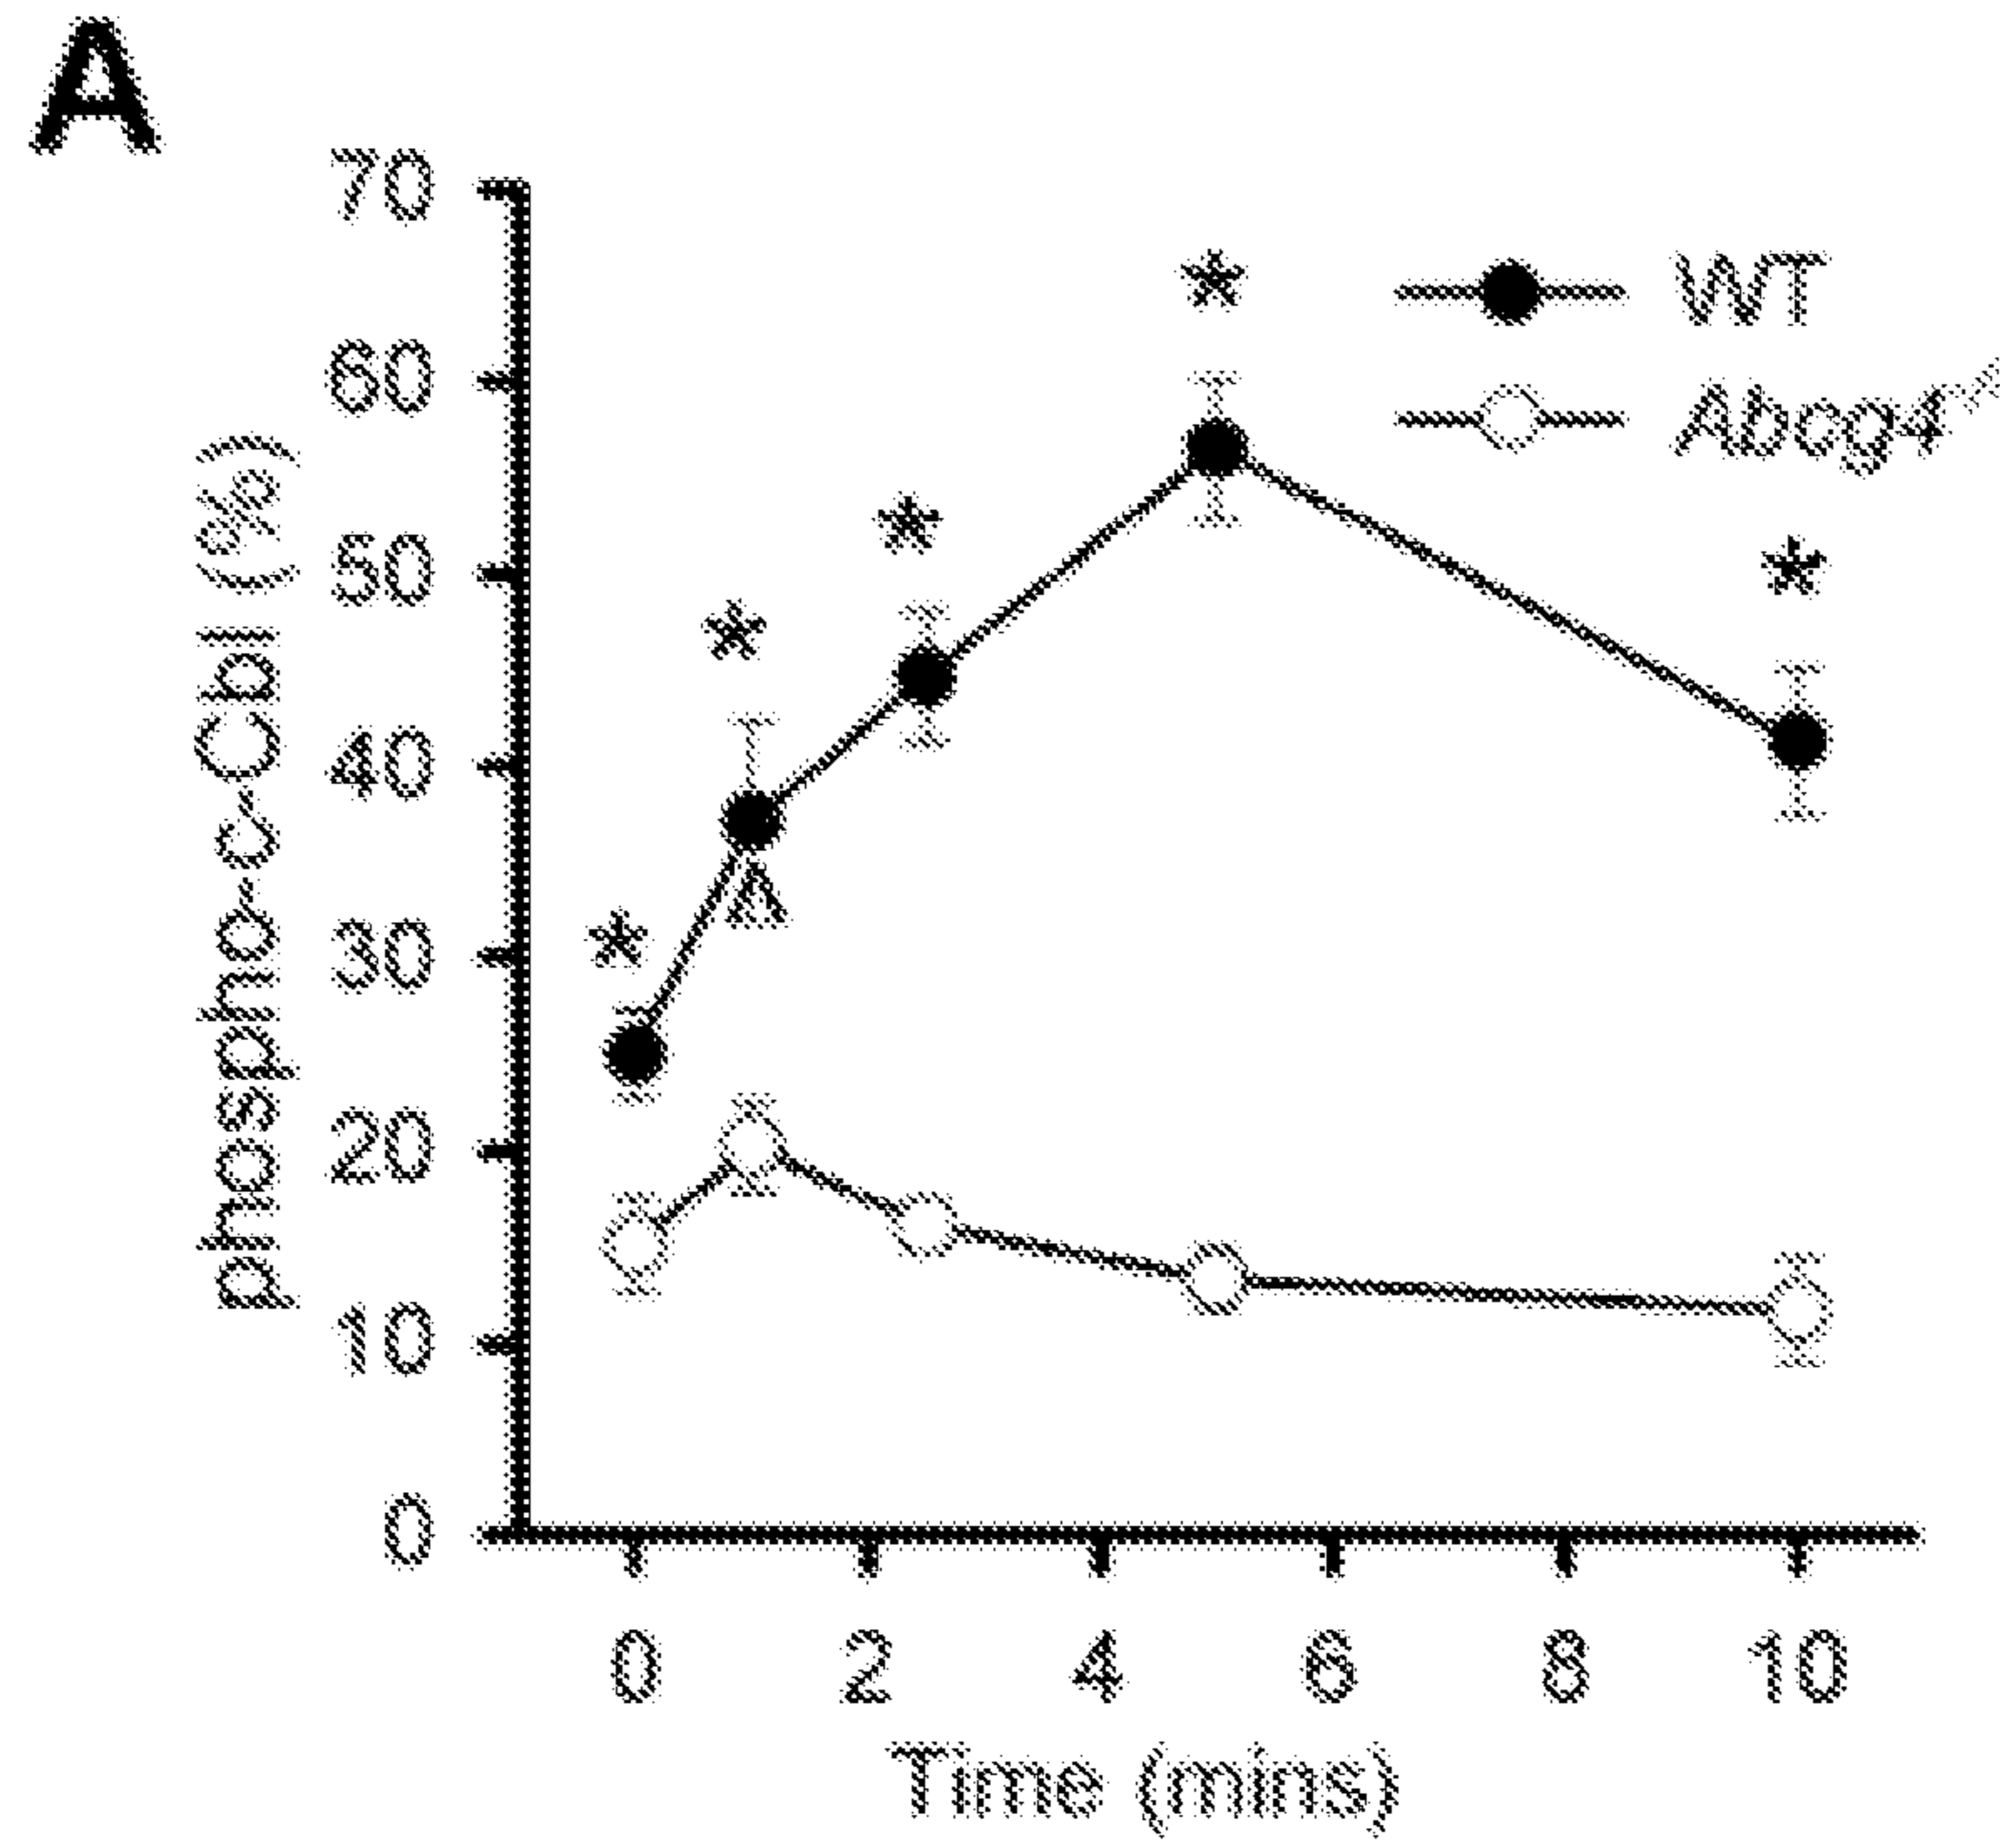 A
70
60
50
40
30
20
10
0
phospho-c-Cbl (%)
* * * * *
Δ
WT
Abcg4⁻/
0 2 4 6 8 10
Time (mins)